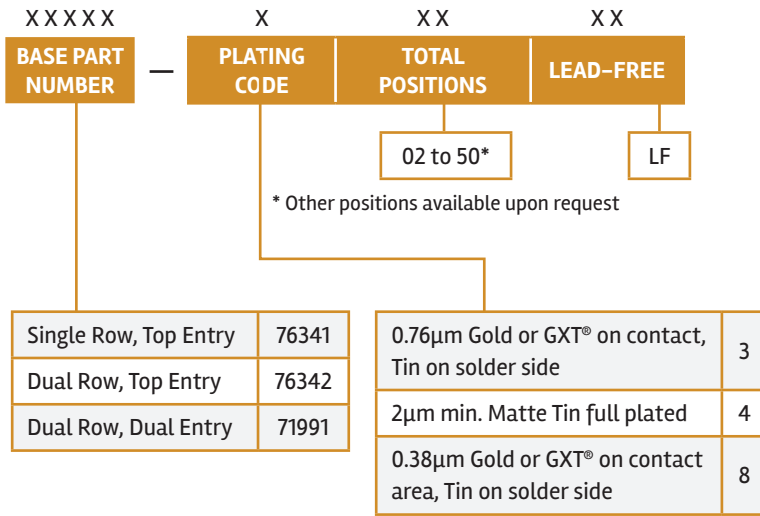 XXXXX X XX XX
BASE PART NUMBER — PLATING CODE TOTAL POSITIONS LEAD-FREE
02 to 50* LF
* Other positions available upon request
Single Row, Top Entry 76341
Dual Row, Top Entry 76342
Dual Row, Dual Entry 71991
0.76µm Gold or GXT® on contact,
Tin on solder side 3
2µm min. Matte Tin full plated 4
0.38µm Gold or GXT® on contact
area, Tin on solder side 8